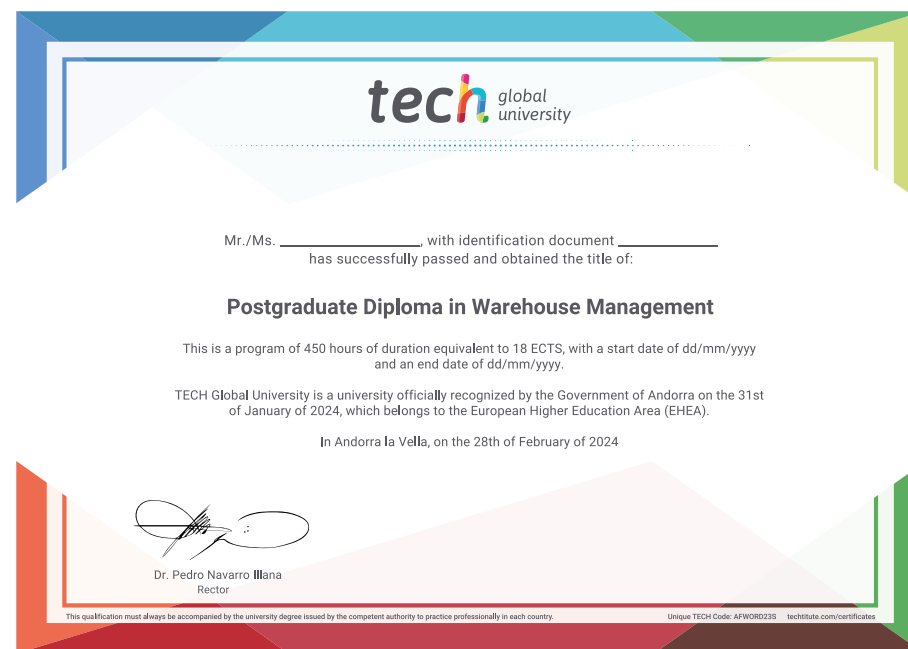 tech global
university
Mr./Ms. ____________________, with identification document ______________
has successfully passed and obtained the title of:
Postgraduate Diploma in Warehouse Management
This is a program of 450 hours of duration equivalent to 18 ECTS, with a start date of dd/mm/yyyy
and an end date of dd/mm/yyyy.
TECH Global University is a university officially recognized by the Government of Andorra on the 31st
of January of 2024, which belongs to the European Higher Education Area (EHEA).
In Andorra la Vella, on the 28th of February of 2024
Dr. Pedro Navarro Illana
Rector
This qualification must always be accompanied by the university degree issued by the competent authority to practice professionally in each country.
Unique TECH Code: AFWORD23S techtitute.com/certificates